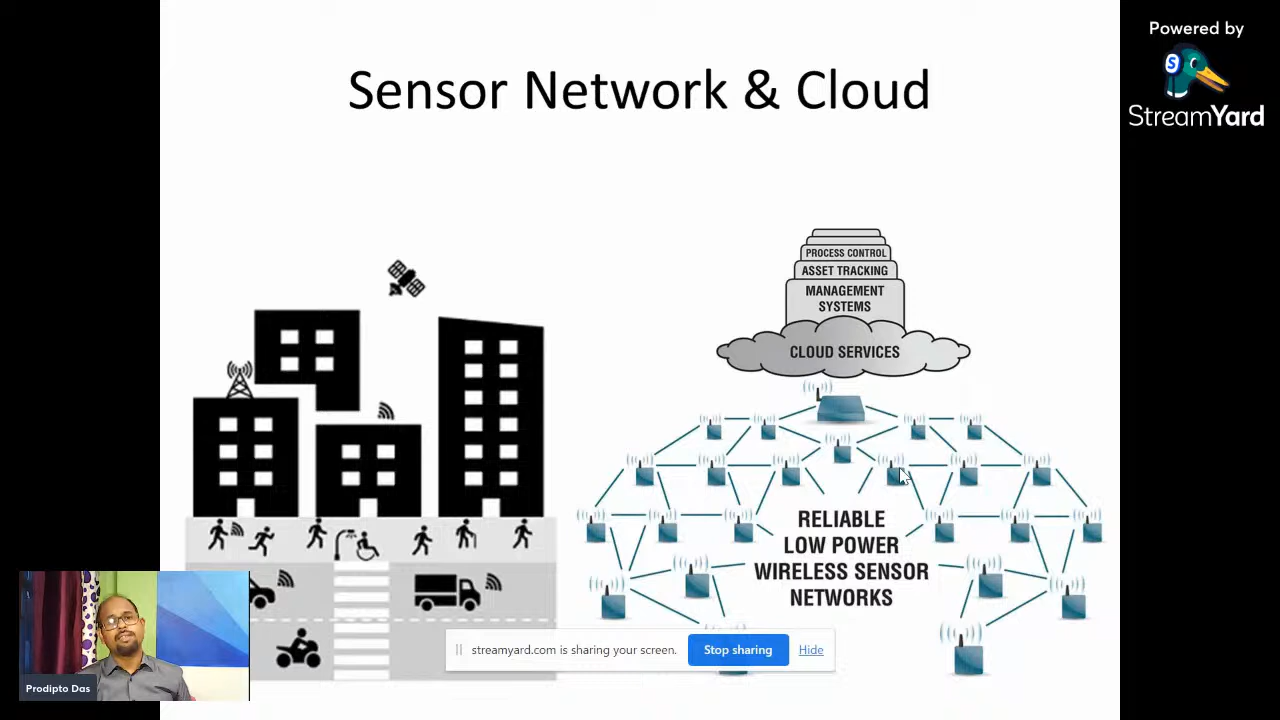 Powered by
StreamYard
Sensor Network & Cloud
PROCESS CONTROL
ASSET TRACKING
MANAGEMENT
SYSTEMS
CLOUD SERVICES
RELIABLE
LOW POWER
WIRELESS SENSOR
NETWORKS
streamyard.com is sharing your screen.
Stop sharing
Hide
Prodipto Das